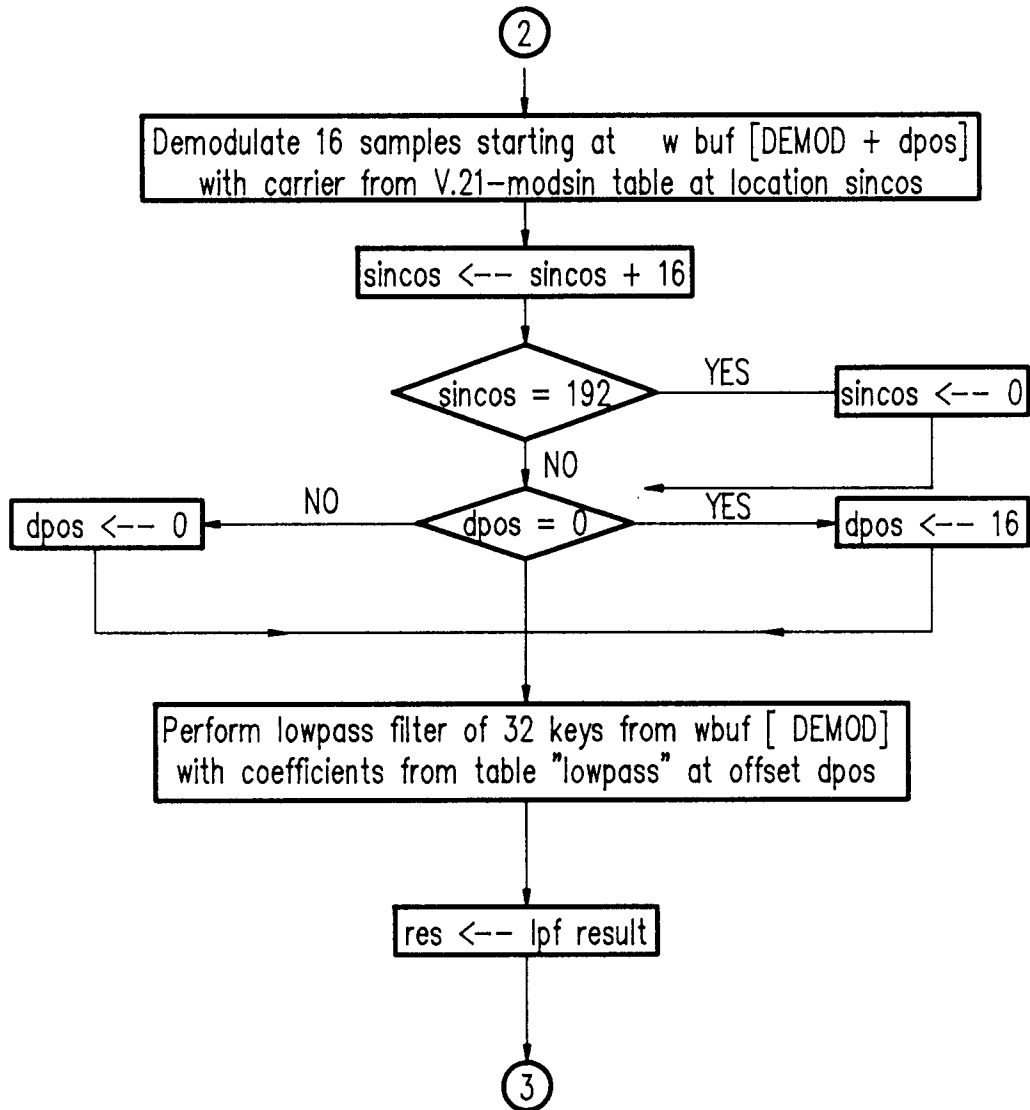 2
Demodulate 16 samples starting at w buf [DEMOD + dpos]
with carrier from V.21-modsin table at location sincos
sincos <-- sincos + 16
sincos = 192
YES
sincos <-- 0
NO
dpos <-- 0
NO
dpos = 0
YES
dpos <-- 16
Perform lowpass filter of 32 keys from wbuf [ DEMOD]
with coefficients from table "lowpass" at offset dpos
res <-- lpf result
3